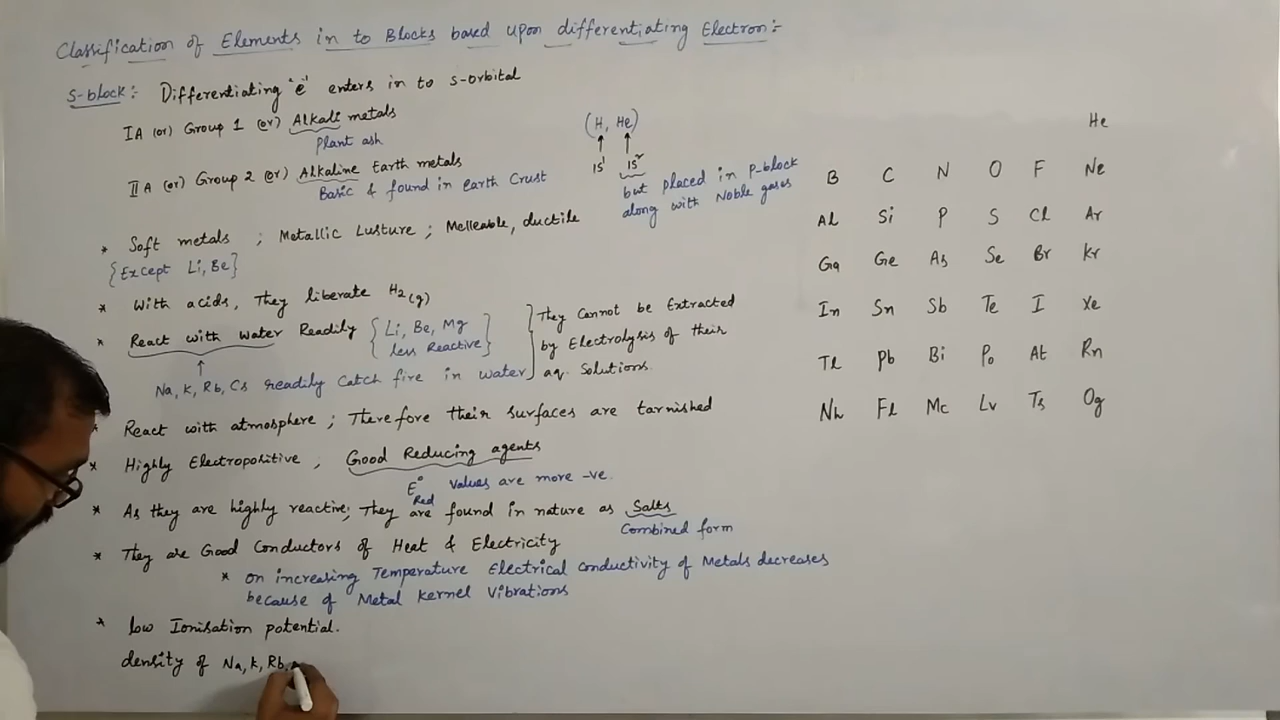 Classification of Elements in to Blocks based upon differentiating Electron:-
S-block:- Differentiating 'e⁻' enters in to s-orbital
IA (or) Group 1 (or) Alkali metals
Plant ash
IIA (or) Group 2 (or) Alkaline Earth metals
Basic & found in earth Crust
(H, He)
1s¹ 1s²
but placed in P-block
along with Noble gases
* Soft metals ; Metallic Lusture ; Melleable, ductile
{Except Li, Be}
* With acids, They liberate H₂(g)
* React with Water Readily {Li, Be, Mg
less Reactive}
Na, K, Rb, Cs readily Catch fire in water
They Cannot be Extracted
by Electrolysis of their
aq. Solutions.
* React with atmosphere ; Therefore their surfaces are tarnished
* Highly Electropositive ; Good Reducing agents
E°Red values are more -ve.
* As they are highly reactive; They are found in nature as Salts
Combined form
* They are Good Conductors of Heat & Electricity
* on increasing Temperature Electrical conductivity of Metals decreases
because of Metal Kernel Vibrations
* low Ionisation potential.
density of Na, K, Rb,
He
B C N O F Ne
Al Si P S Cl Ar
Ga Ge As Se Br Kr
In Sn Sb Te I Xe
Tl Pb Bi Po At Rn
Nh Fl Mc Lv Ts Og